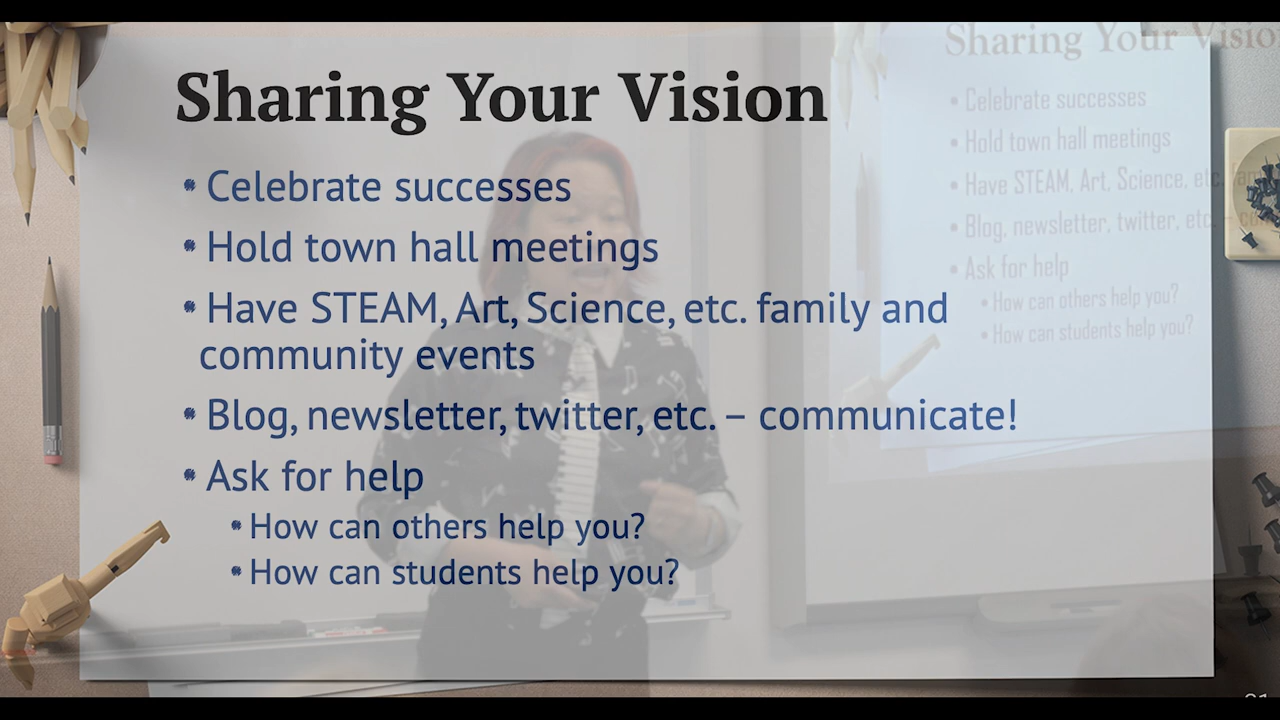 Sharing Your Vision
• Celebrate successes
• Hold town hall meetings
• Have STEAM, Art, Science, etc. family and
community events
• Blog, newsletter, twitter, etc. – communicate!
• Ask for help
• How can others help you?
• How can students help you?
Sharing Your Visio
• Celebrate successes
• Hold town hall meetings
• Have STEAM, Art, Science, etc.
• Blog, newsletter, twitter, etc.
• Ask for help
• How can others help you?
• How can students help you?